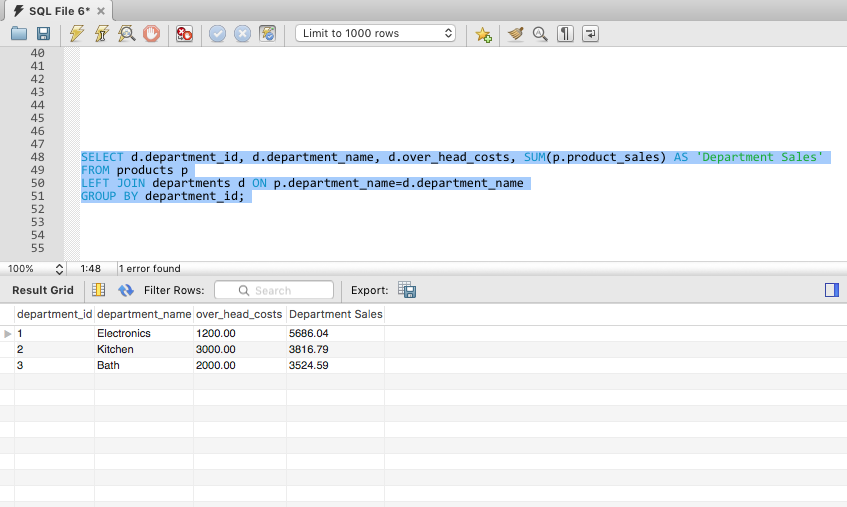 SQL File 6*
Limit to 1000 rows
40
41
42
43
44
45
46
47
48 SELECT d.department_id, d.department_name, d.over_head_costs, SUM(p.product_sales) AS 'Department Sales'
49 FROM products p
50 LEFT JOIN departments d ON p.department_name=d.department_name
51 GROUP BY department_id;
52
53
54
55
100% 1:48 1 error found
Result Grid Filter Rows: Search Export:
department_id department_name over_head_costs Department Sales
1 Electronics 1200.00 5686.04
2 Kitchen 3000.00 3816.79
3 Bath 2000.00 3524.59